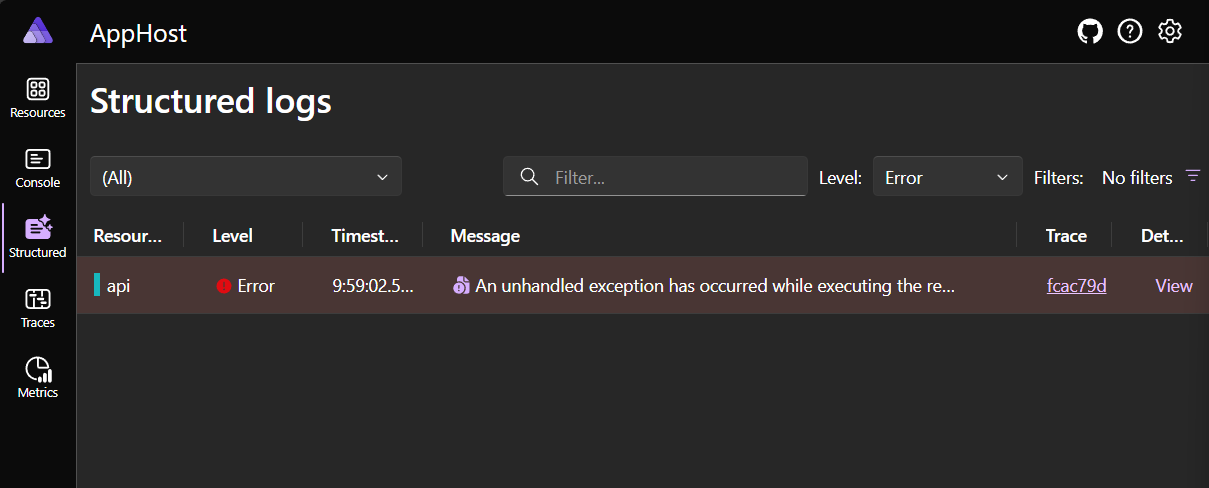 AppHost
Resources
Console
Structured
Traces
Metrics
Structured logs
(All)
Filter...
Level:
Error
Filters:
No filters
Resour...
Level
Timest...
Message
Trace
Det...
api
Error
9:59:02.5...
An unhandled exception has occurred while executing the re...
fcac79d
View